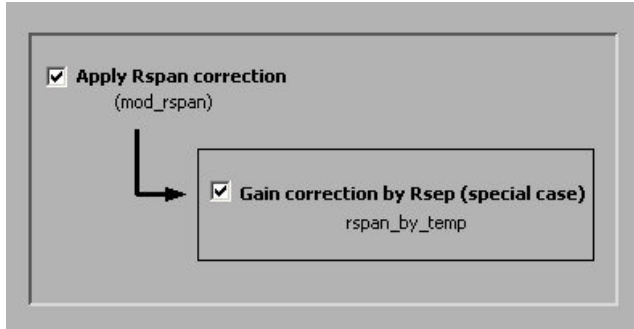 Apply Rspan correction
(mod_rspan)
Gain correction by Rsep (special case)
rspan_by_temp